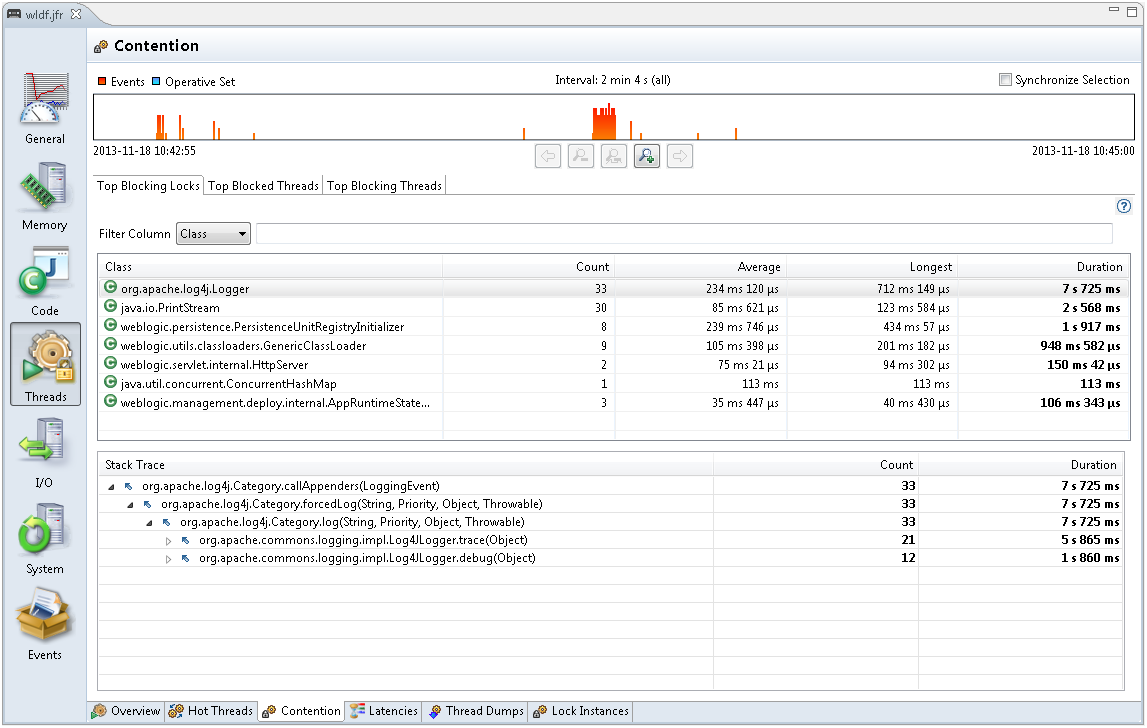 wldf.jfr
Contention
Events Operative Set Interval: 2 min 4 s (all) Synchronize Selection
2013-11-18 10:42:55 2013-11-18 10:45:00
Top Blocking Locks Top Blocked Threads Top Blocking Threads
Filter Column Class
Class Count Average Longest Duration
org.apache.log4j.Logger 33 234 ms 120 µs 712 ms 149 µs 7 s 725 ms
java.io.PrintStream 30 85 ms 621 µs 123 ms 584 µs 2 s 568 ms
weblogic.persistence.PersistenceUnitRegistryInitializer 8 239 ms 746 µs 434 ms 57 µs 1 s 917 ms
weblogic.utils.classloaders.GenericClassLoader 9 105 ms 398 µs 201 ms 182 µs 948 ms 582 µs
weblogic.servlet.internal.HttpServer 2 75 ms 21 µs 94 ms 302 µs 150 ms 42 µs
java.util.concurrent.ConcurrentHashMap 1 113 ms 113 ms 113 ms
weblogic.management.deploy.internal.AppRuntimeState... 3 35 ms 447 µs 40 ms 430 µs 106 ms 343 µs
Stack Trace Count Duration
org.apache.log4j.Category.callAppenders(LoggingEvent) 33 7 s 725 ms
org.apache.log4j.Category.forcedLog(String, Priority, Object, Throwable) 33 7 s 725 ms
org.apache.log4j.Category.log(String, Priority, Object, Throwable) 33 7 s 725 ms
org.apache.commons.logging.impl.Log4JLogger.trace(Object) 21 5 s 865 ms
org.apache.commons.logging.impl.Log4JLogger.debug(Object) 12 1 s 860 ms
General
Memory
Code
Threads
I/O
System
Events
Overview Hot Threads Contention Latencies Thread Dumps Lock Instances